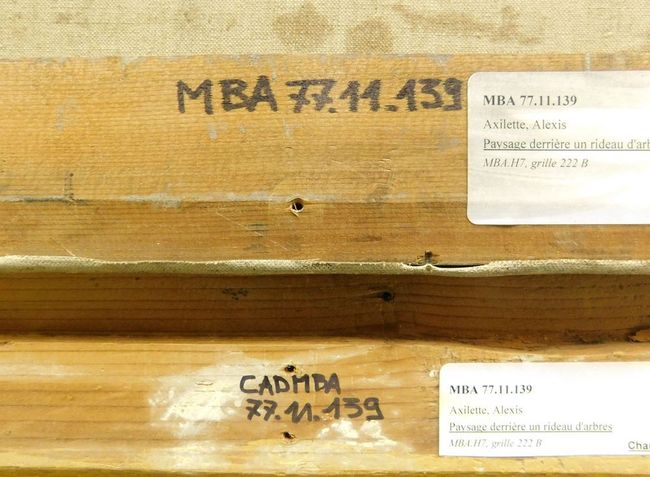 MBA 77.11.139
MBA 77.11.139
Axilette, Alexis
Paysage derrière un rideau d'arb
MBA.H7, grille 222 B
CADMBA
77.11.139
MBA 77.11.139
Axilette, Alexis
Paysage derrière un rideau d'arbres
MBA.H7, grille 222 B
Cha